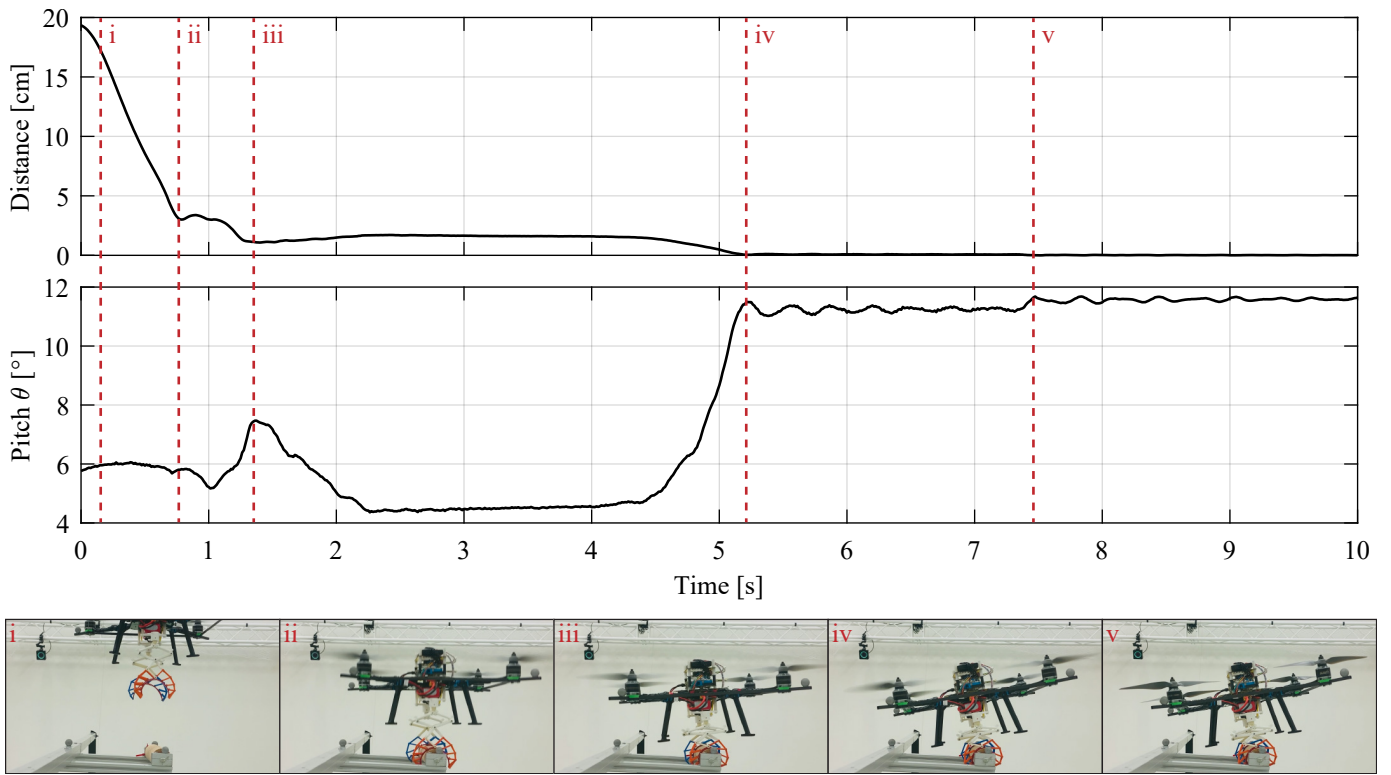 20
i
ii
iii
iv
v
15
10
5
0
Distance [cm]
12
10
8
6
4
Pitch θ [°]
0 1 2 3 4 5 6 7 8 9 10
Time [s]
i ii iii iv v